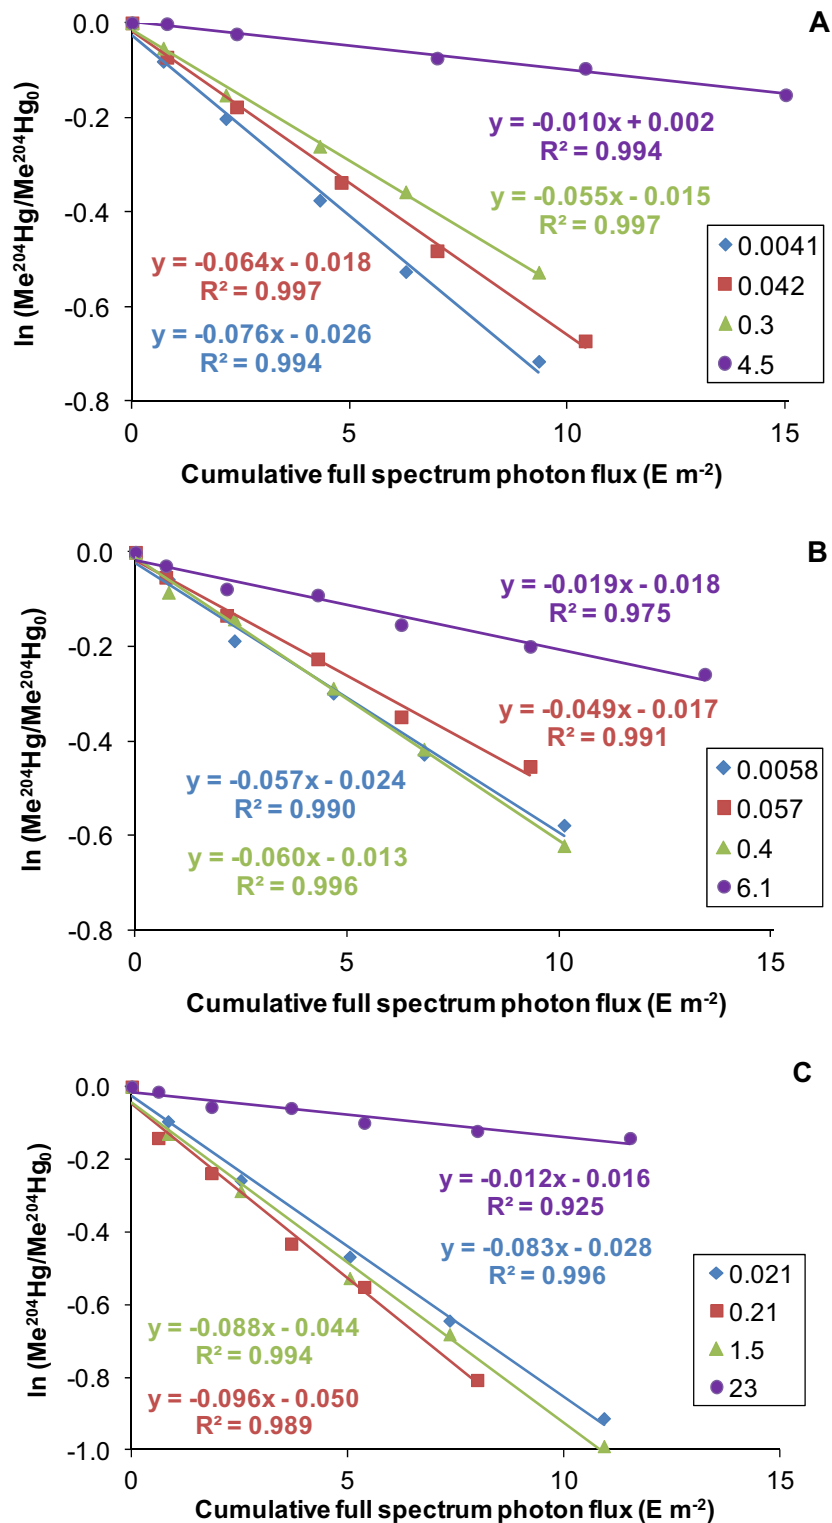 A
0.0
-0.2
-0.4
-0.6
-0.8
ln (Me²⁰⁴Hg/Me²⁰⁴Hg₀)
y = -0.010x + 0.002
R² = 0.994
y = -0.055x - 0.015
R² = 0.997
y = -0.064x - 0.018
R² = 0.997
y = -0.076x - 0.026
R² = 0.994
0.0041
0.042
0.3
4.5
0 5 10 15
Cumulative full spectrum photon flux (E m⁻²)
B
0.0
-0.2
-0.4
-0.6
-0.8
ln (Me²⁰⁴Hg/Me²⁰⁴Hg₀)
y = -0.019x - 0.018
R² = 0.975
y = -0.049x - 0.017
R² = 0.991
y = -0.057x - 0.024
R² = 0.990
y = -0.060x - 0.013
R² = 0.996
0.0058
0.057
0.4
6.1
0 5 10 15
Cumulative full spectrum photon flux (E m⁻²)
C
0.0
-0.2
-0.4
-0.6
-0.8
-1.0
ln (Me²⁰⁴Hg/Me²⁰⁴Hg₀)
y = -0.012x - 0.016
R² = 0.925
y = -0.083x - 0.028
R² = 0.996
y = -0.088x - 0.044
R² = 0.994
y = -0.096x - 0.050
R² = 0.989
0.021
0.21
1.5
23
0 5 10 15
Cumulative full spectrum photon flux (E m⁻²)